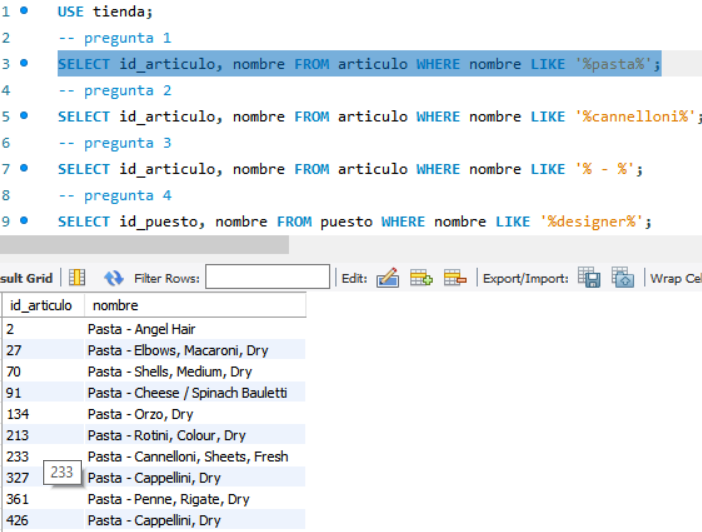 1 USE tienda;
2 -- pregunta 1
3 SELECT id_articulo, nombre FROM articulo WHERE nombre LIKE '%pasta%';
4 -- pregunta 2
5 SELECT id_articulo, nombre FROM articulo WHERE nombre LIKE '%cannelloni%';
6 -- pregunta 3
7 SELECT id_articulo, nombre FROM articulo WHERE nombre LIKE '% - %';
8 -- pregunta 4
9 SELECT id_puesto, nombre FROM puesto WHERE nombre LIKE '%designer%';
sult Grid Filter Rows: Edit: Export/Import: Wrap Cel
id_articulo nombre
2 Pasta - Angel Hair
27 Pasta - Elbows, Macaroni, Dry
70 Pasta - Shells, Medium, Dry
91 Pasta - Cheese / Spinach Bauletti
134 Pasta - Orzo, Dry
213 Pasta - Rotini, Colour, Dry
233 Pasta - Cannelloni, Sheets, Fresh
233
327 Pasta - Cappellini, Dry
361 Pasta - Penne, Rigate, Dry
426 Pasta - Cappellini, Dry